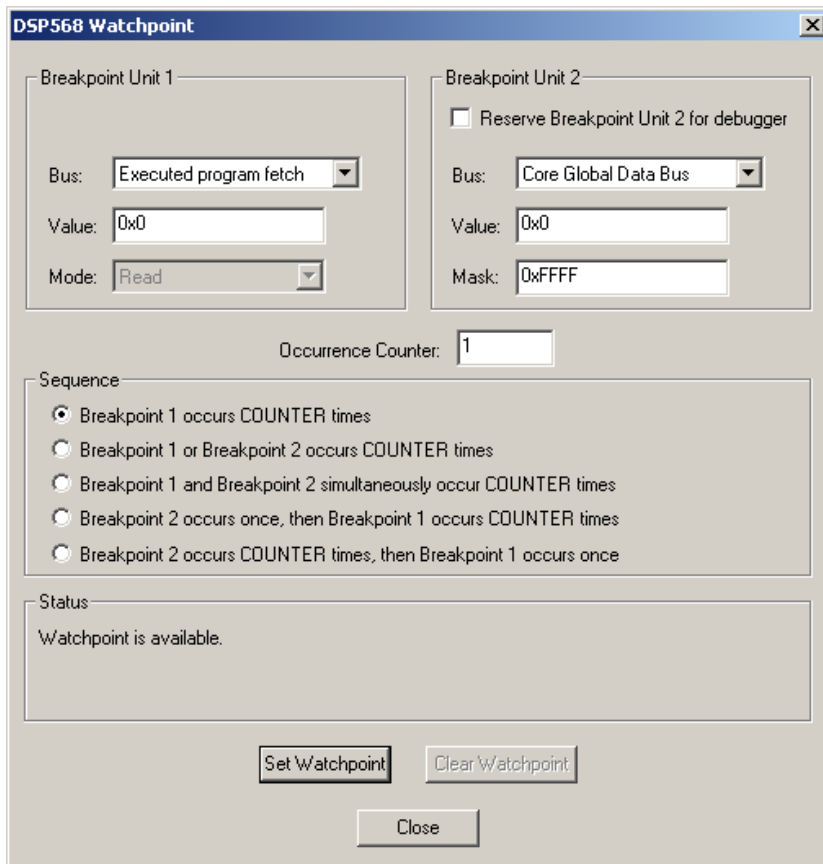 DSP568 Watchpoint
Breakpoint Unit 1
Bus: Executed program fetch
Value: 0x0
Mode: Read
Breakpoint Unit 2
Reserve Breakpoint Unit 2 for debugger
Bus: Core Global Data Bus
Value: 0x0
Mask: 0xFFFF
Occurrence Counter: 1
Sequence
Breakpoint 1 occurs COUNTER times
Breakpoint 1 or Breakpoint 2 occurs COUNTER times
Breakpoint 1 and Breakpoint 2 simultaneously occur COUNTER times
Breakpoint 2 occurs once, then Breakpoint 1 occurs COUNTER times
Breakpoint 2 occurs COUNTER times, then Breakpoint 1 occurs once
Status
Watchpoint is available.
Set Watchpoint
Clear Watchpoint
Close